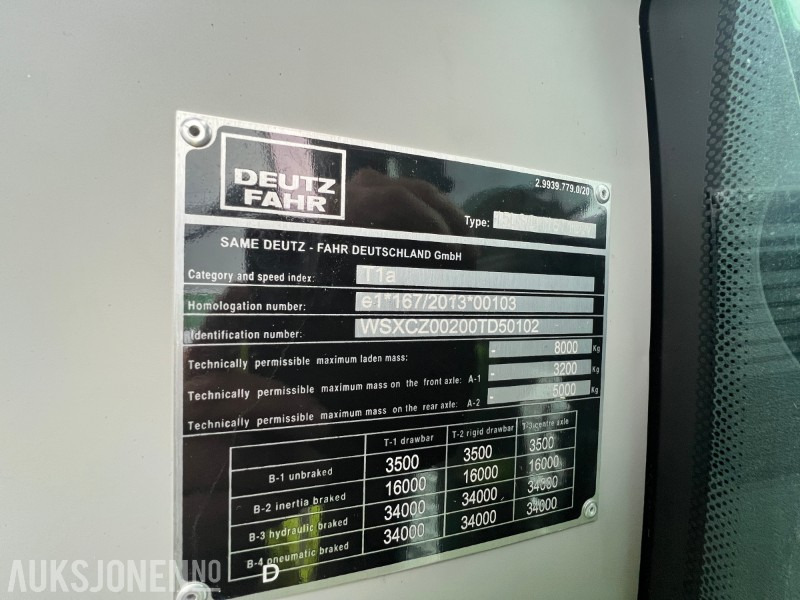 DEUTZ
FAHR
2.9939.779.0/20
Type:
SAME DEUTZ - FAHR DEUTSCHLAND GmbH
Category and speed index: T1a
Homologation number: e1*167/2013*00103
Identification number: WSXCZ00200TD50102
Technically permissible maximum laden mass: - 8000 Kg
Technically permissible maximum mass on the front axle: A-1 - 3200 Kg
Technically permissible maximum mass on the rear axle: A-2 - 5000 Kg
T-1 drawbar T-2 rigid drawbar T-3 centre axle
B-1 unbraked 3500 3500 3500
B-2 inertia braked 16000 16000 16000
B-3 hydraulic braked 34000 34000 34000
B-4 pneumatic braked 34000 34000 34000
D
AUKSJONEN.NO